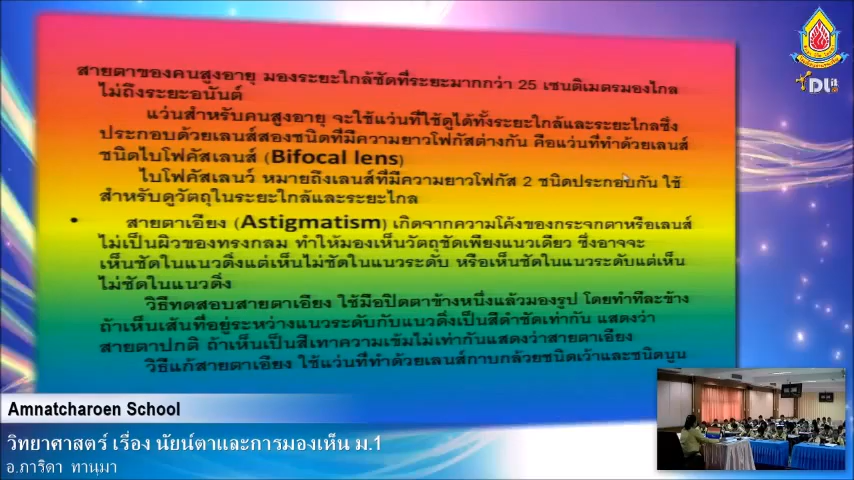 สายตาของคนสูงอายุ มองระยะใกล้ชัดที่ระยะมากกว่า 25 เซนติเมตรมองไกล
ไม่ถึงระยะอนันต์
แว่นสำหรับคนสูงอายุ จะใช้แว่นที่ใช้ดูได้ทั้งระยะใกล้และระยะไกลซึ่ง
ประกอบด้วยเลนส์สองชนิดที่มีความยาวโฟกัสต่างกัน คือแว่นที่ทำด้วยเลนส์
ชนิดไบโฟคัสเลนส์ (Bifocal lens)
ไบโฟคัสเลนว์ หมายถึงเลนส์ที่มีความยาวโฟกัส 2 ชนิดประกอบกัน ใช้
สำหรับดูวัตถุในระยะใกล้และระยะไกล
• สายตาเอียง (Astigmatism) เกิดจากความโค้งของกระจกตาหรือเลนส์
ไม่เป็นผิวของทรงกลม ทำให้มองเห็นวัตถุชัดเพียงแนวเดียว ซึ่งอาจจะ
เห็นชัดในแนวดิ่งแต่เห็นไม่ชัดในแนวระดับ หรือเห็นชัดในแนวระดับแต่เห็น
ไม่ชัดในแนวดิ่ง
วิธีทดสอบสายตาเอียง ใช้มือปิดตาข้างหนึ่งแล้วมองรูป โดยทำทีละข้าง
ถ้าเห็นเส้นที่อยู่ระหว่างแนวระดับกับแนวดิ่งเป็นสีดำชัดเท่ากัน แสดงว่า
สายตาปกติ ถ้าเห็นเป็นสีเทาความเข้มไม่เท่ากันแสดงว่าสายตาเอียง
วิธีแก้สายตาเอียง ใช้แว่นที่ทำด้วยเลนส์กาบกล้วยชนิดเว้าและชนิดนูน
DLit
Amnatcharoen School
วิทยาศาสตร์ เรื่อง นัยน์ตาและการมองเห็น ม.1
อ.ภาริดา ทานุมา